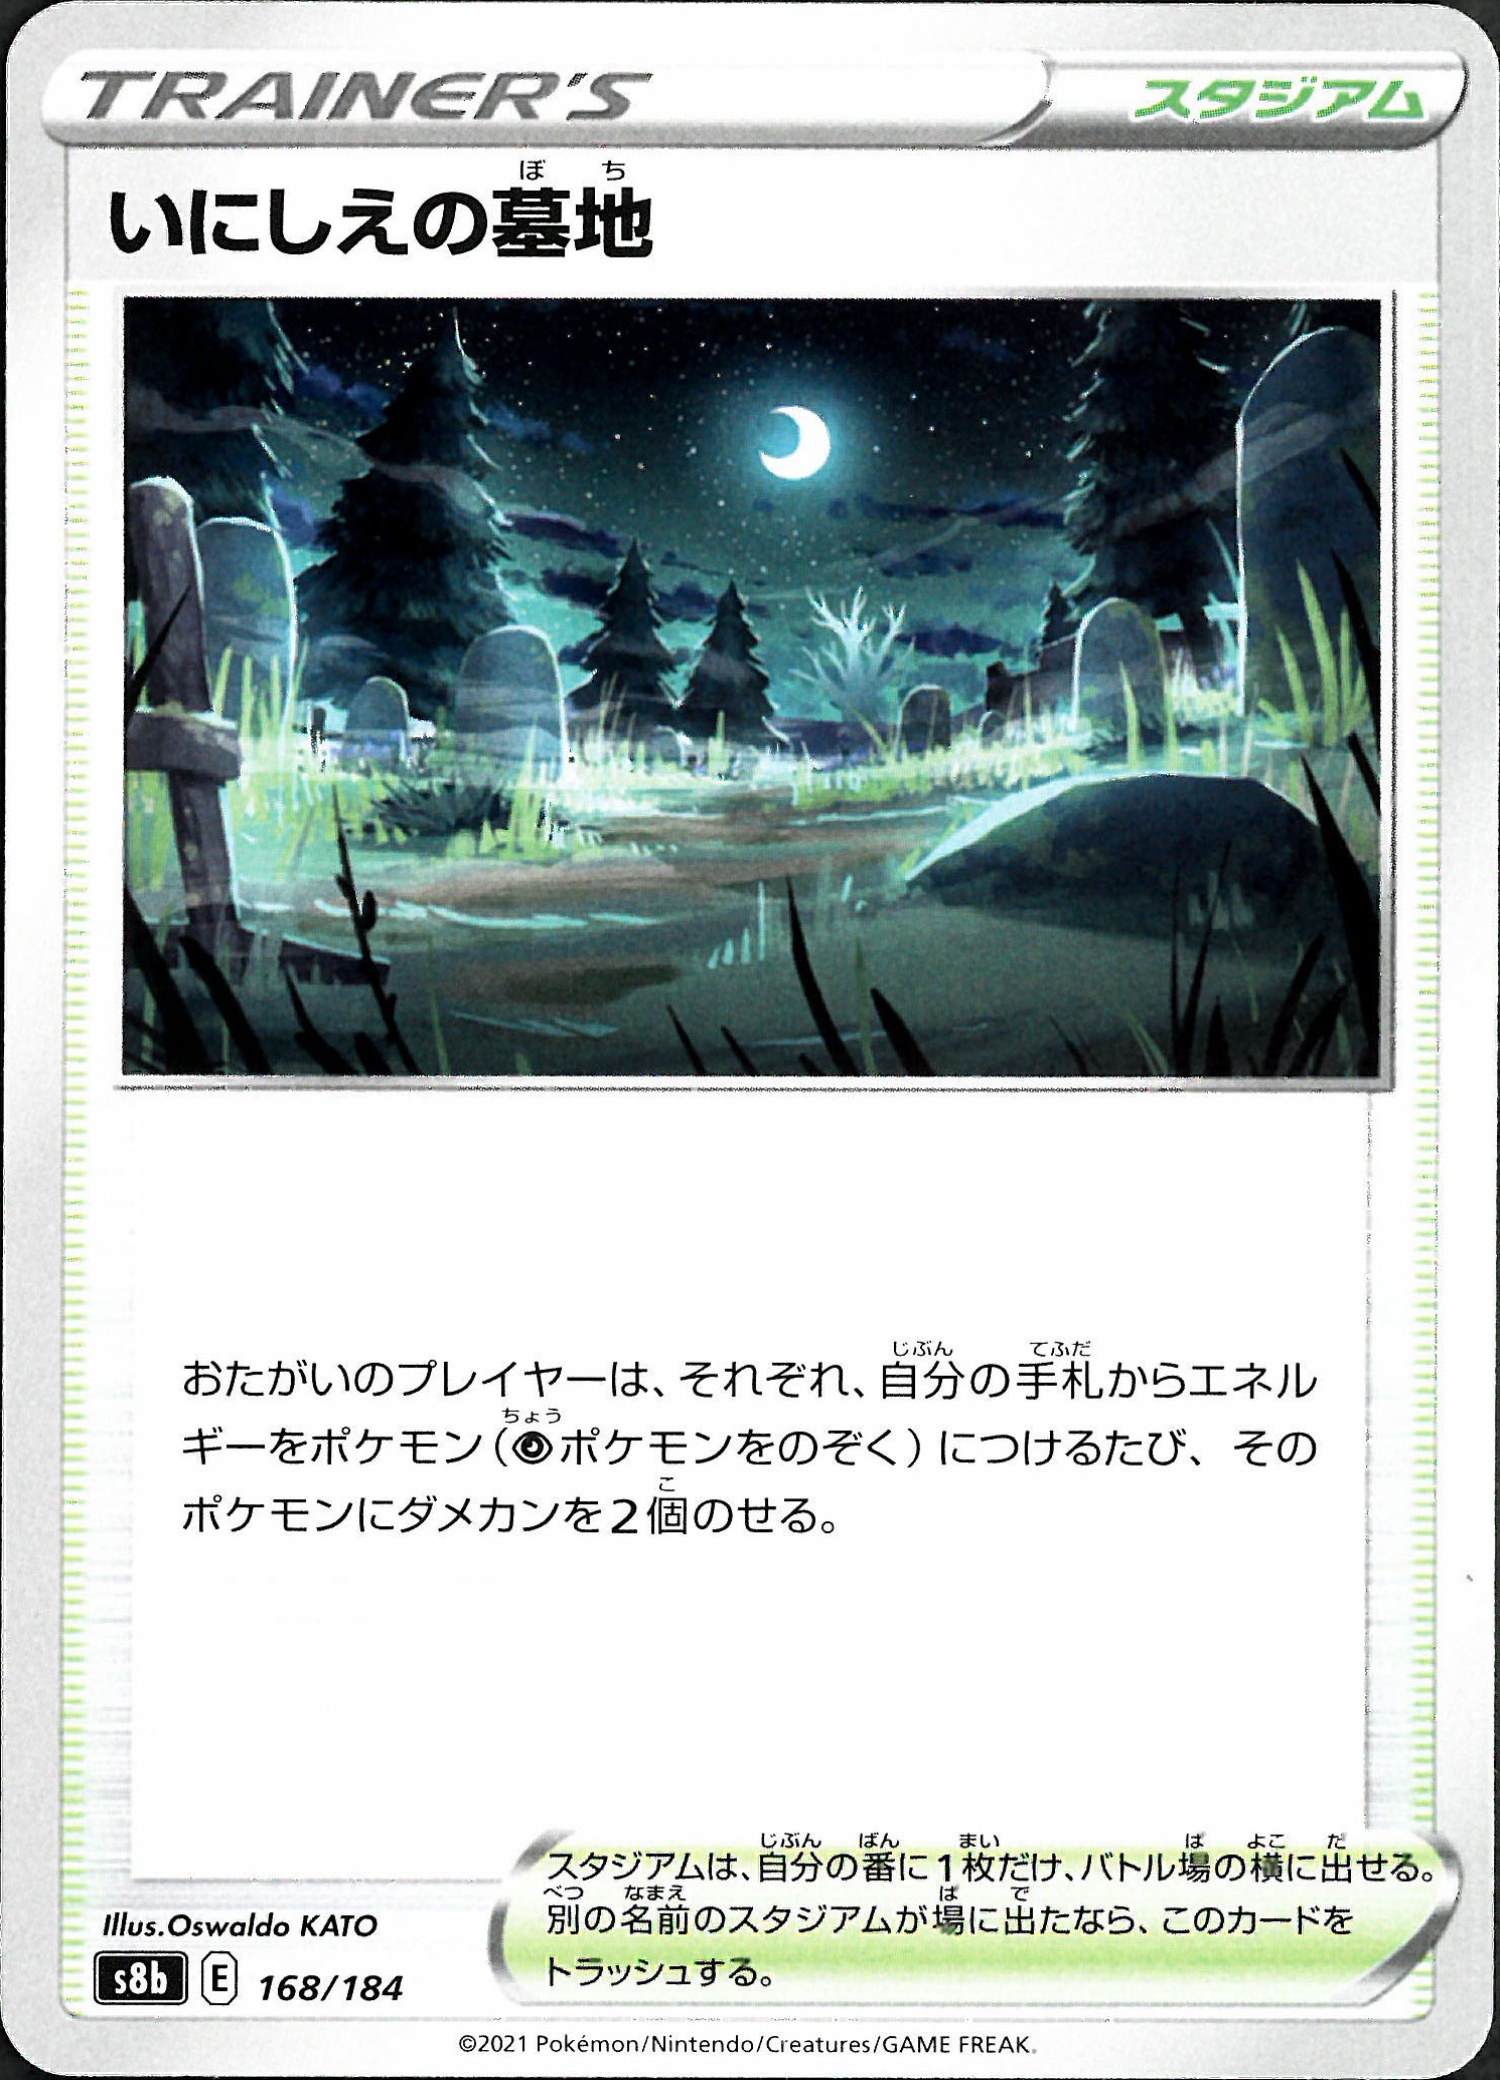 TRAINER'S スタジアム
ぼ ち
いにしえの墓地
じぶん てふだ
おたがいのプレイヤーは、それぞれ、自分の手札からエネル
ちょう
ギーをポケモン（ポケモンをのぞく）につけるたび、その
こ
ポケモンにダメカンを2個のせる。
じぶん ばん まい ば よこ だ
スタジアムは、自分の番に1枚だけ、バトル場の横に出せる。
べつ なまえ ば で
別の名前のスタジアムが場に出たなら、このカードを
トラッシュする。
Illus.Oswaldo KATO
s8b E 168/184
©2021 Pokémon/Nintendo/Creatures/GAME FREAK.